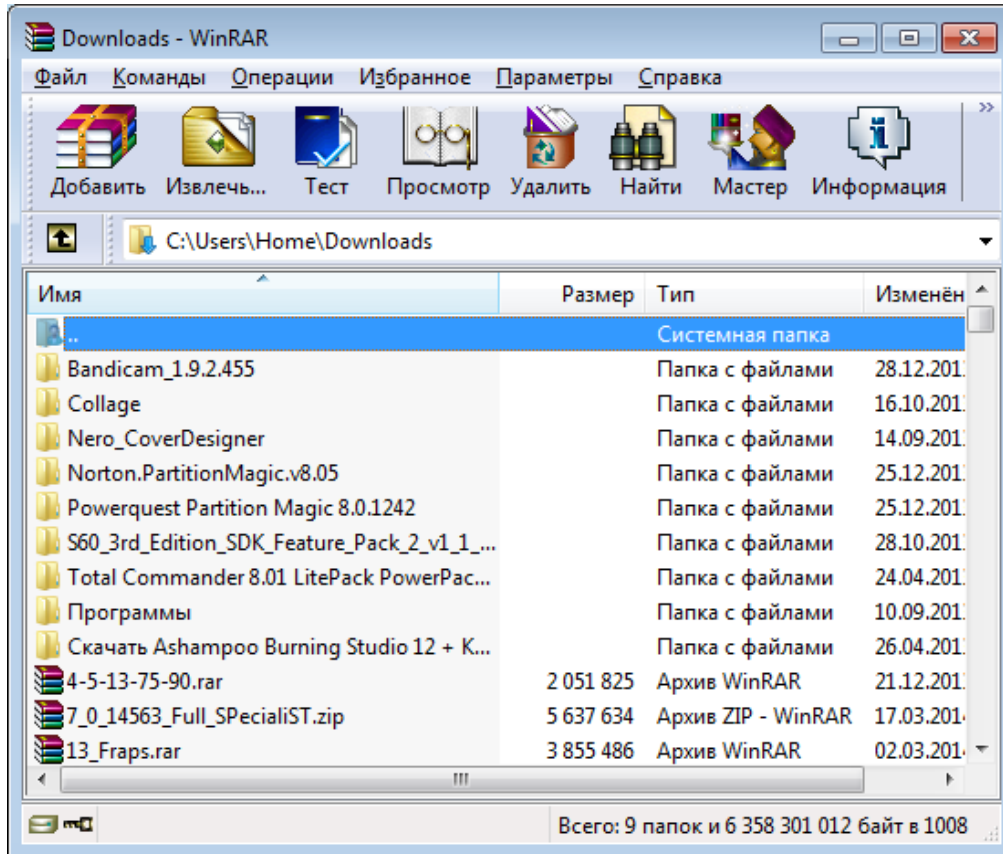 Downloads - WinRAR
Файл Команды Операции Избранное Параметры Справка
Добавить Извлечь... Тест Просмотр Удалить Найти Мастер Информация
C:\Users\Home\Downloads
Имя Размер Тип Изменён
.. Системная папка
Bandicam_1.9.2.455 Папка с файлами 28.12.201
Collage Папка с файлами 16.10.201
Nero_CoverDesigner Папка с файлами 14.09.201
Norton.PartitionMagic.v8.05 Папка с файлами 25.12.201
Powerquest Partition Magic 8.0.1242 Папка с файлами 25.12.201
S60_3rd_Edition_SDK_Feature_Pack_2_v1_1_... Папка с файлами 28.10.201
Total Commander 8.01 LitePack PowerPac... Папка с файлами 24.04.201
Программы Папка с файлами 10.09.201
Скачать Ashampoo Burning Studio 12 + K... Папка с файлами 26.04.201
4-5-13-75-90.rar 2 051 825 Архив WinRAR 21.12.201
7_0_14563_Full_SPecialiST.zip 5 637 634 Архив ZIP - WinRAR 17.03.201
13_Fraps.rar 3 855 486 Архив WinRAR 02.03.201
Всего: 9 папок и 6 358 301 012 байт в 1008